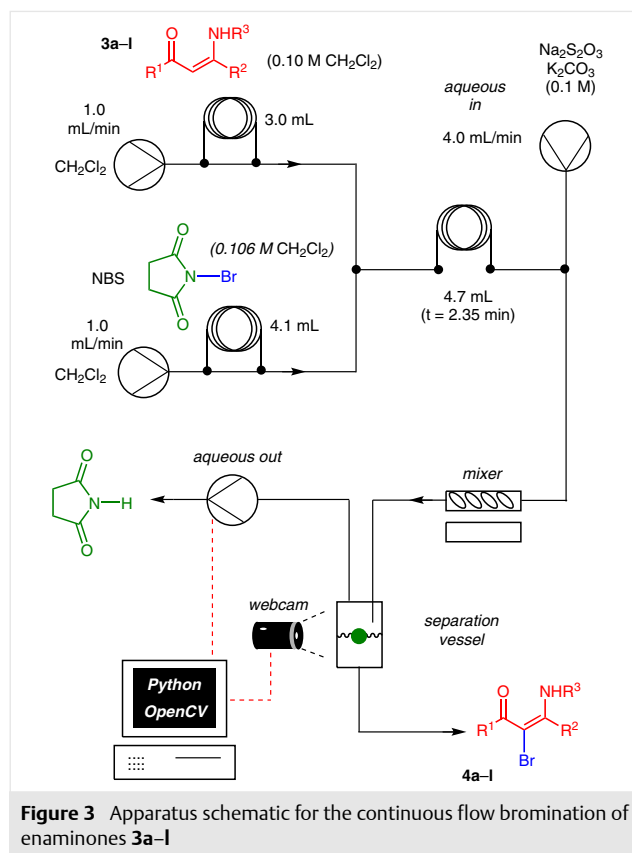 3a–l
O
NHR³
R¹
R²
(0.10 M CH₂Cl₂)
1.0
mL/min
CH₂Cl₂
3.0 mL
aqueous
in
Na₂S₂O₃
K₂CO₃
(0.1 M)
4.0 mL/min
O
N
Br
O
(0.106 M CH₂Cl₂)
NBS
1.0
mL/min
CH₂Cl₂
4.1 mL
4.7 mL
(t = 2.35 min)
aqueous out
mixer
O
N
H
O
webcam
separation
vessel
Python
OpenCV
O
NHR³
R¹
R²
Br
4a–l
Figure 3 Apparatus schematic for the continuous flow bromination of
enaminones 3a–l